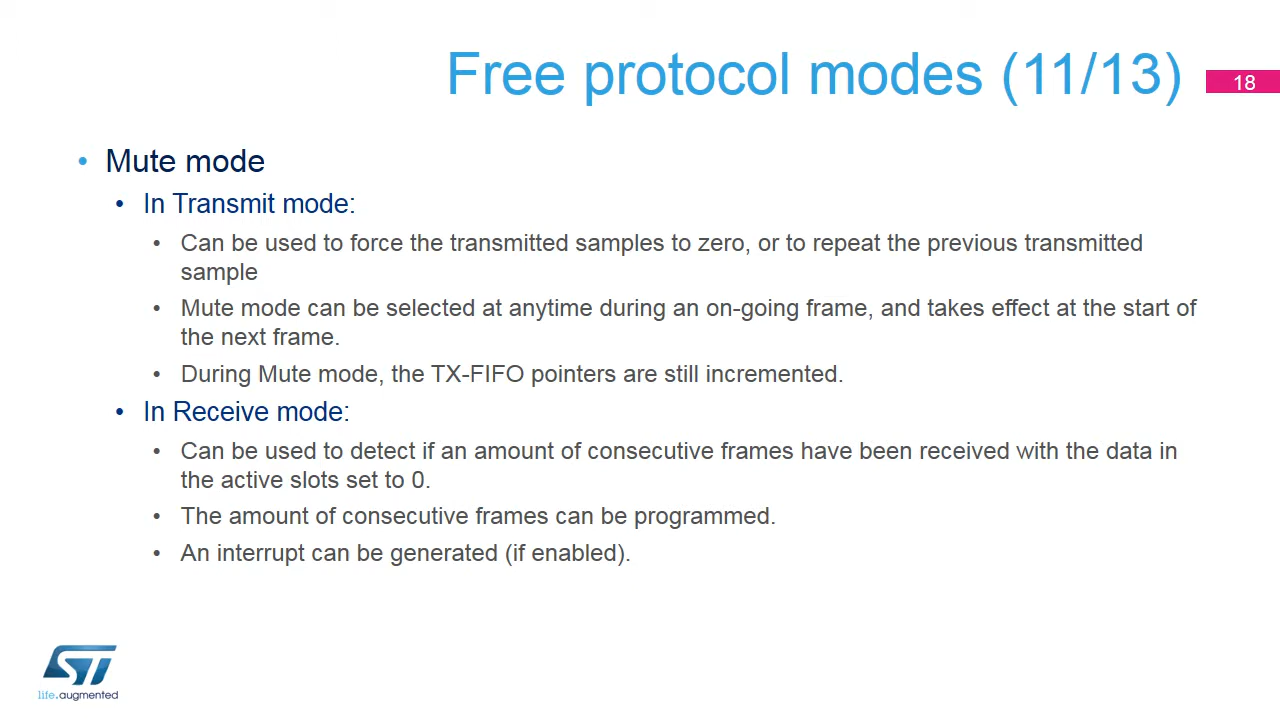 Free protocol modes (11/13)
18
• Mute mode
• In Transmit mode:
• Can be used to force the transmitted samples to zero, or to repeat the previous transmitted
sample
• Mute mode can be selected at anytime during an on-going frame, and takes effect at the start of
the next frame.
• During Mute mode, the TX-FIFO pointers are still incremented.
• In Receive mode:
• Can be used to detect if an amount of consecutive frames have been received with the data in
the active slots set to 0.
• The amount of consecutive frames can be programmed.
• An interrupt can be generated (if enabled).
ST
life.augmented